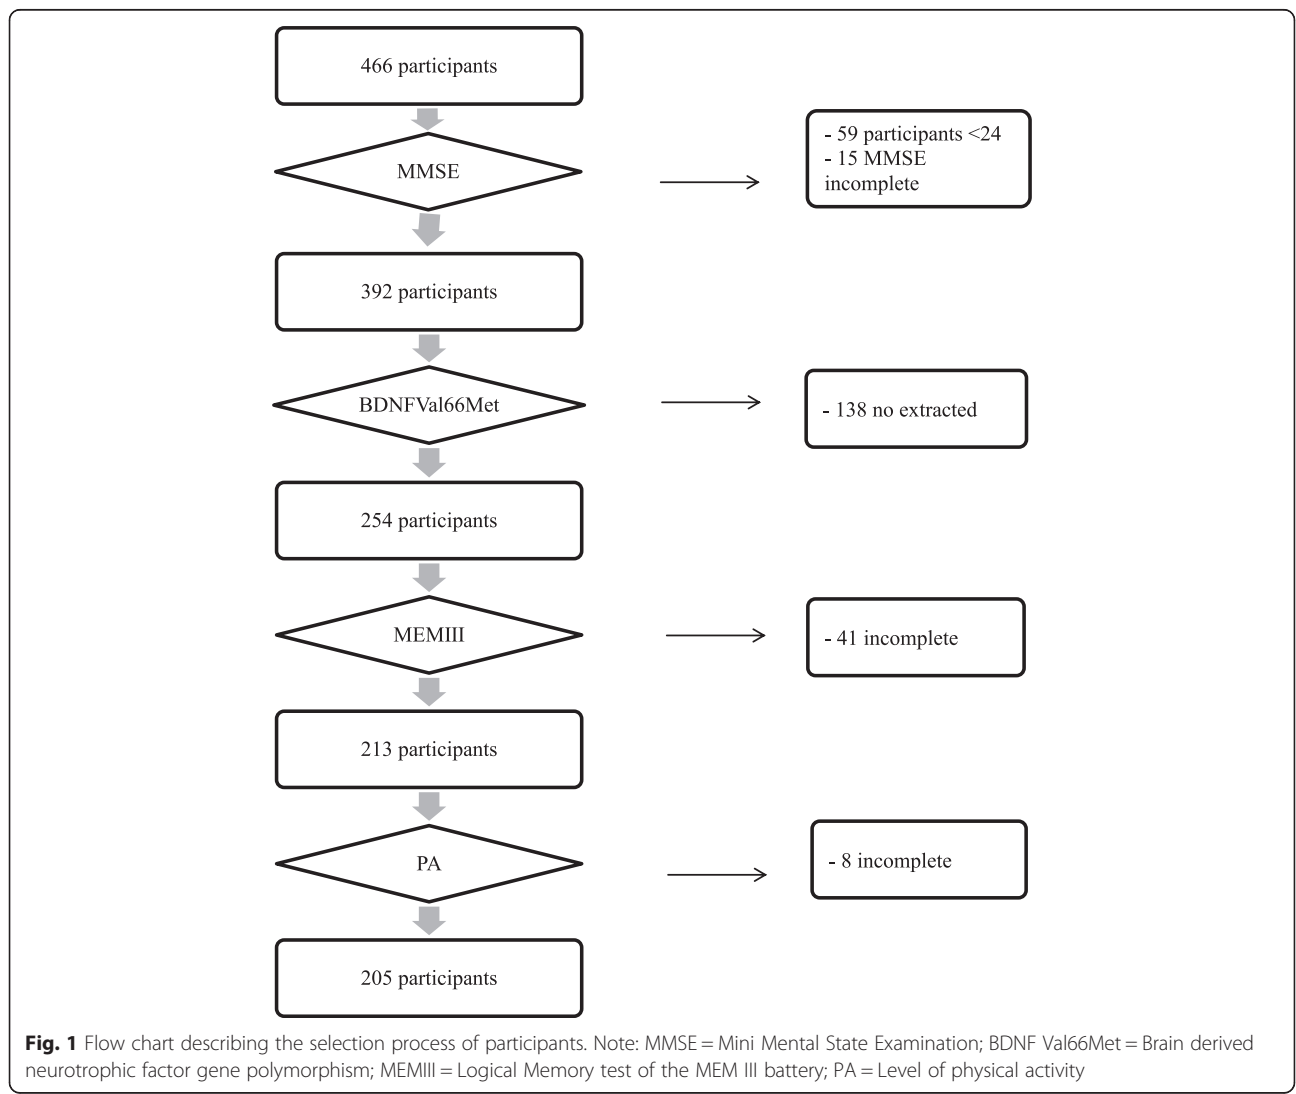 466 participants
MMSE
- 59 participants <24
- 15 MMSE
incomplete
392 participants
BDNFVal66Met
- 138 no extracted
254 participants
MEMIII
- 41 incomplete
213 participants
PA
- 8 incomplete
205 participants
Fig. 1 Flow chart describing the selection process of participants. Note: MMSE = Mini Mental State Examination; BDNF Val66Met = Brain derived
neurotrophic factor gene polymorphism; MEMIII = Logical Memory test of the MEM III battery; PA = Level of physical activity